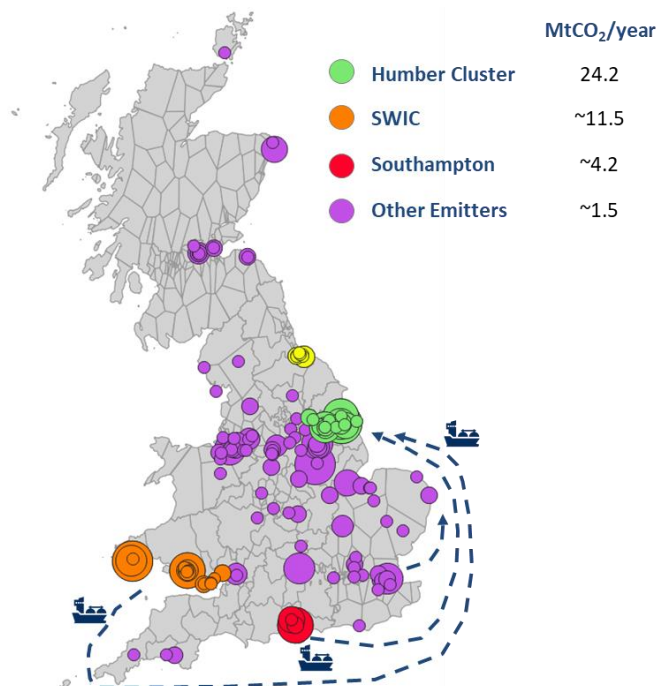 MtCO₂/year
Humber Cluster 24.2
SWIC ~11.5
Southampton ~4.2
Other Emitters ~1.5